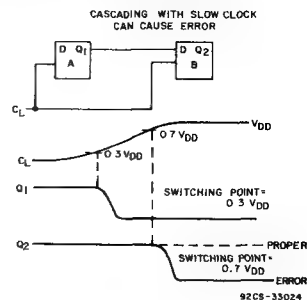 CASCADING WITH SLOW CLOCK
CAN CAUSE ERROR
D Q1
A
D Q2
B
CL
VDD
0.7 VDD
0.3 VDD
CL
Q1
SWITCHING POINT=
0.3 VDD
Q2
PROPER
SWITCHING POINT=
0.7 VDD
ERROR
92CS-33024